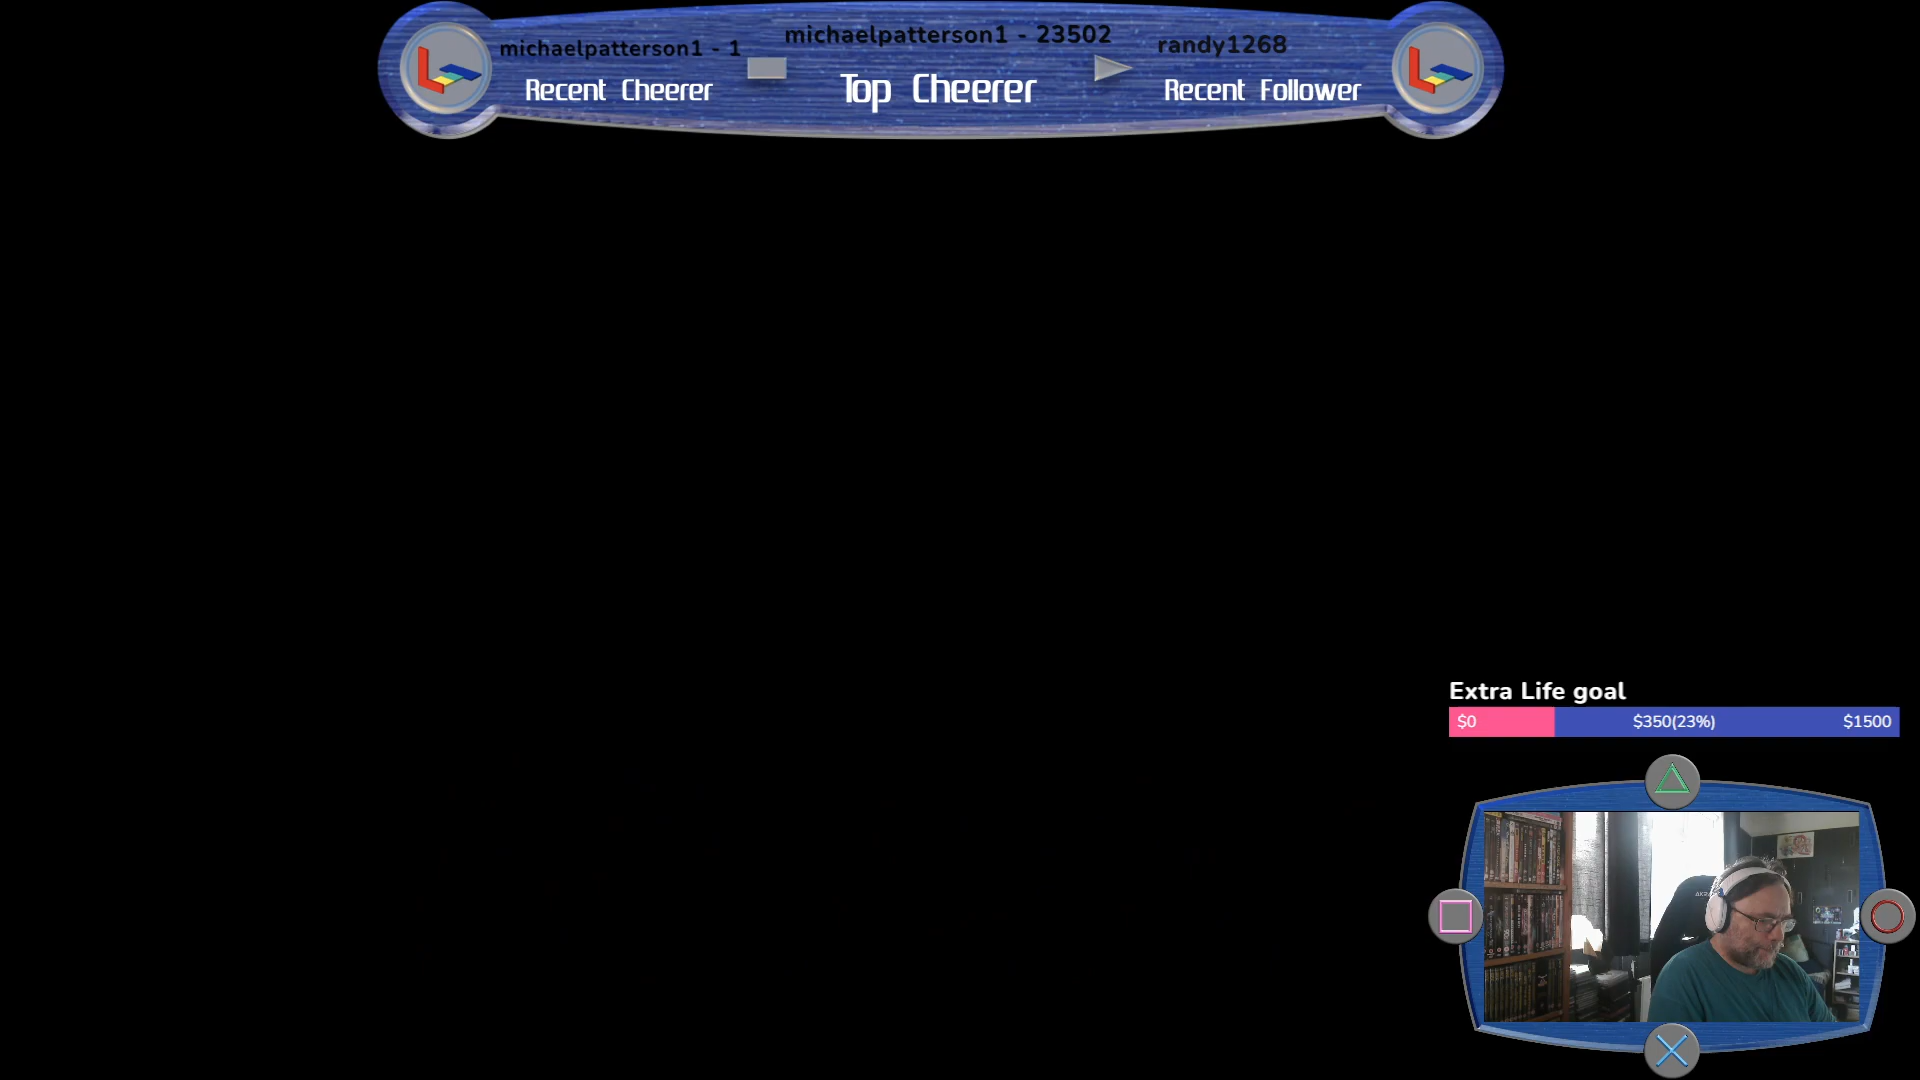 michaelpatterson1 - 1
Recent Cheerer
michaelpatterson1 - 23502
Top Cheerer
randy1268
Recent Follower
Extra Life goal
$0 $350(23%) $1500